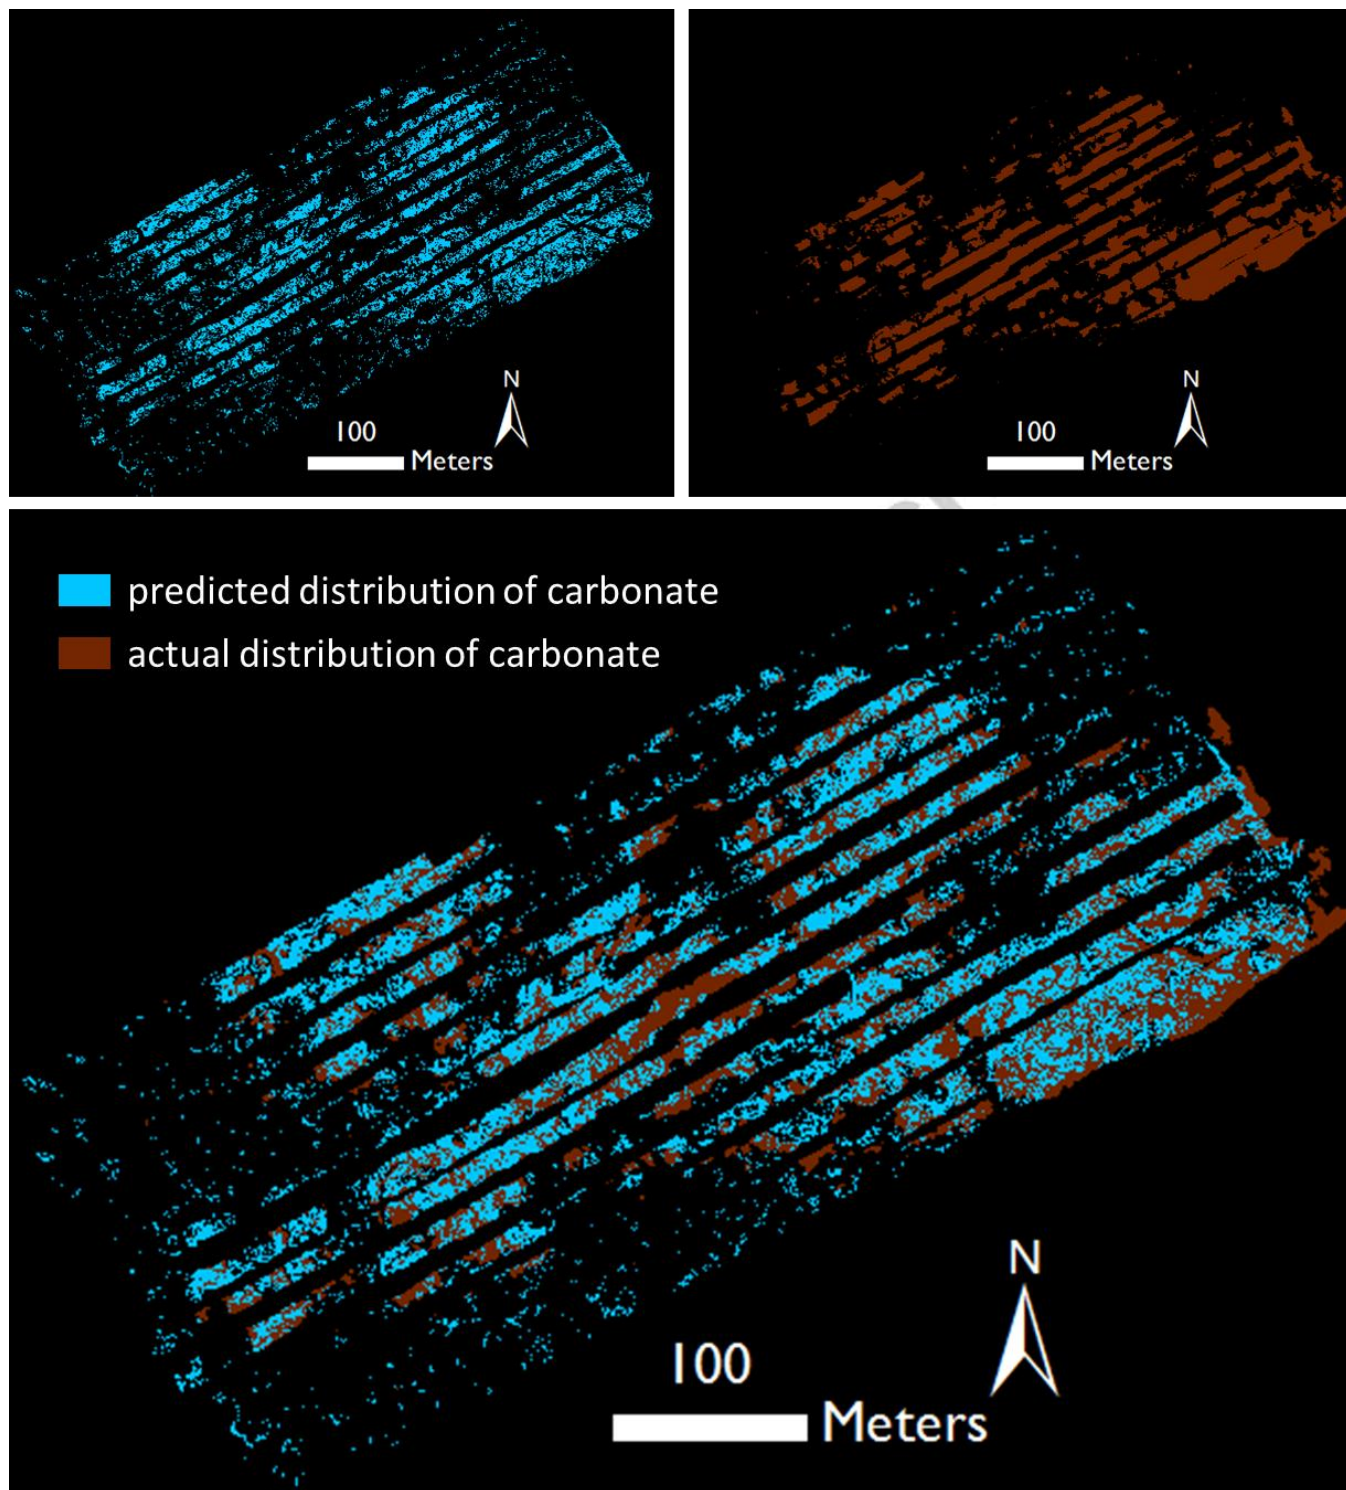 N
100
Meters
N
100
Meters
predicted distribution of carbonate
actual distribution of carbonate
N
100
Meters